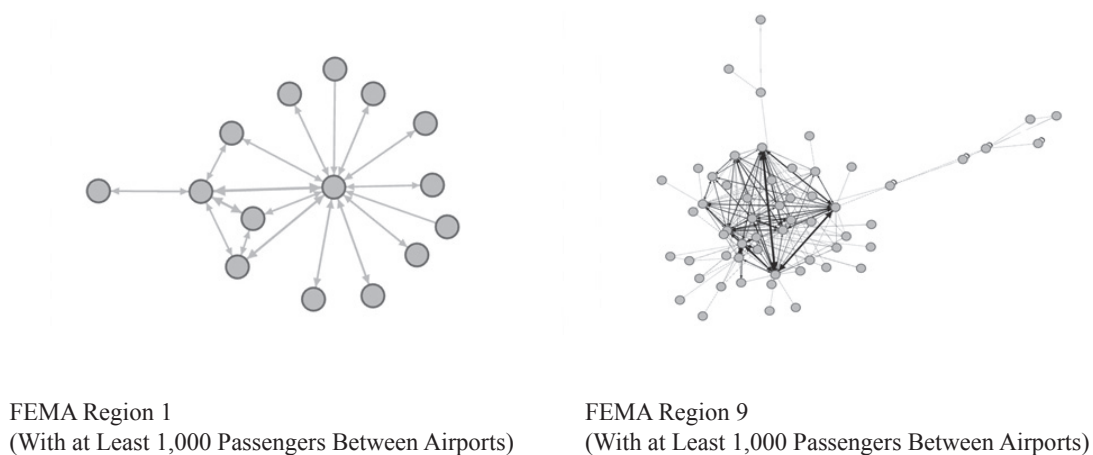 FEMA Region 1
(With at Least 1,000 Passengers Between Airports)
FEMA Region 9
(With at Least 1,000 Passengers Between Airports)